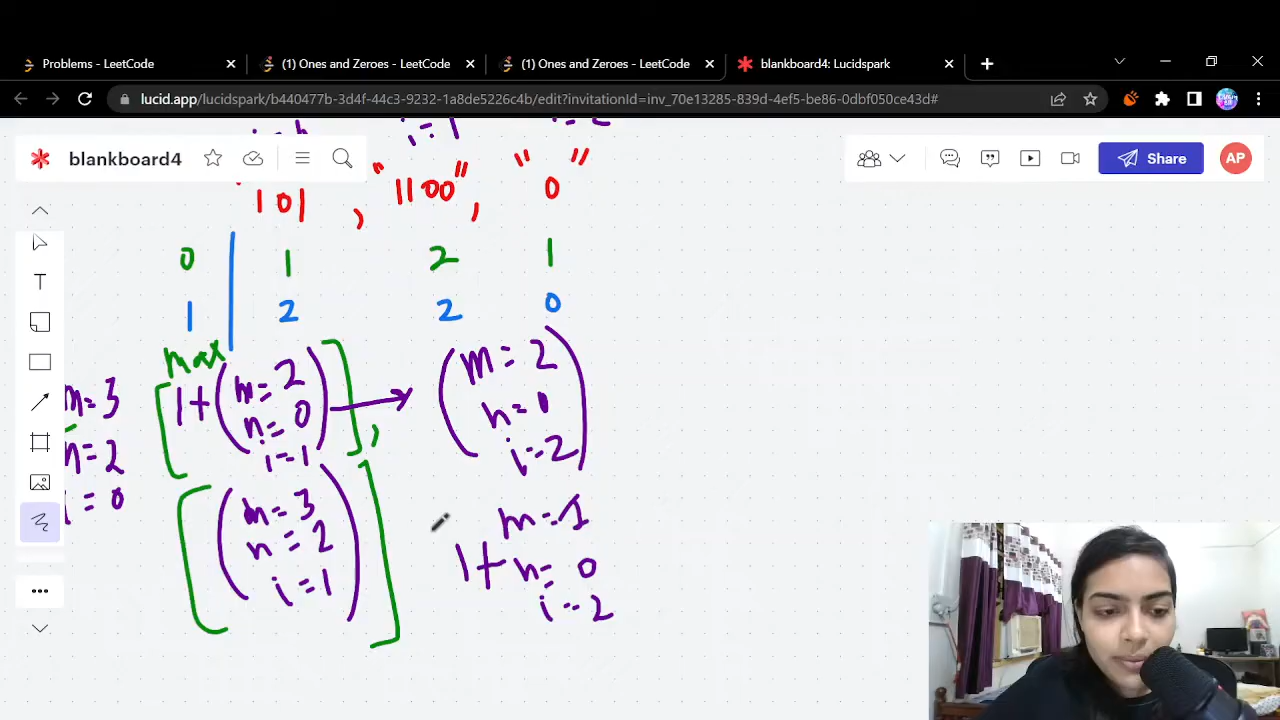 Problems - LeetCode
(1) Ones and Zeroes - LeetCode
(1) Ones and Zeroes - LeetCode
blankboard4: Lucidspark
lucid.app/lucidspark/b440477b-3d4f-44c3-9232-1a8de5226c4b/edit?invitationId=inv_70e13285-839d-4ef5-be86-0dbf050ce43d#
blankboard4
Share
AP
T
i=1
101 , "1100" , "0"
0 1 2 1
1 2 2 0
max
m=3
n=2
i=0
1+ (m=2
n=0
i=1) ,
(m=2
n=0
i=2)
(m=3
n=2
i=1)
m=-1
1+ n=0
i=2